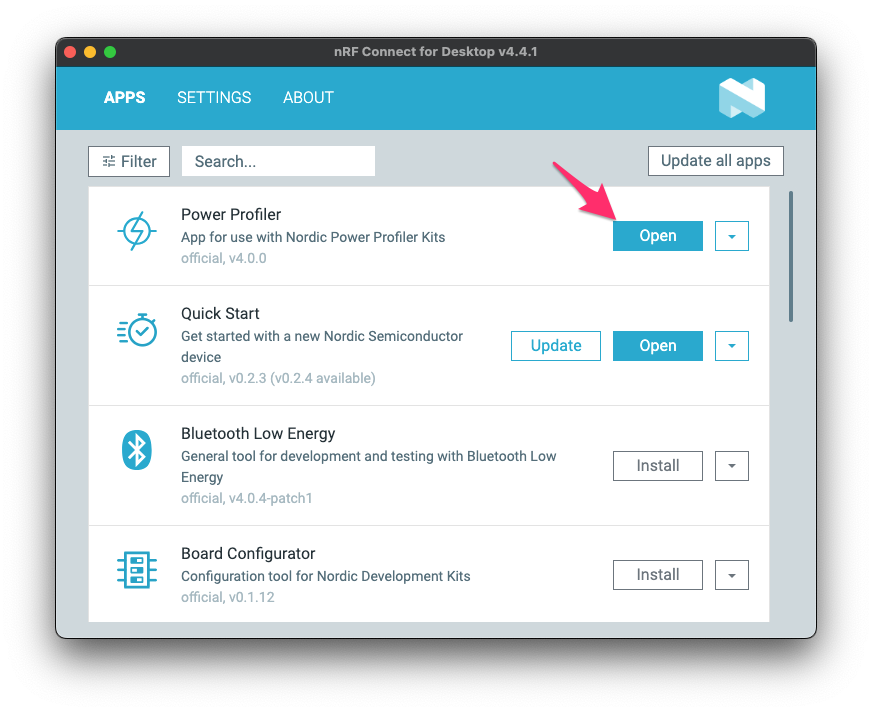 nRF Connect for Desktop v4.4.1
APPS SETTINGS ABOUT
Filter Search... Update all apps
Power Profiler
App for use with Nordic Power Profiler Kits
official, v4.0.0
Open
Quick Start
Get started with a new Nordic Semiconductor
device
official, v0.2.3 (v0.2.4 available)
Update Open
Bluetooth Low Energy
General tool for development and testing with Bluetooth Low
Energy
official, v4.0.4-patch1
Install
Board Configurator
Configuration tool for Nordic Development Kits
official, v0.1.12
Install